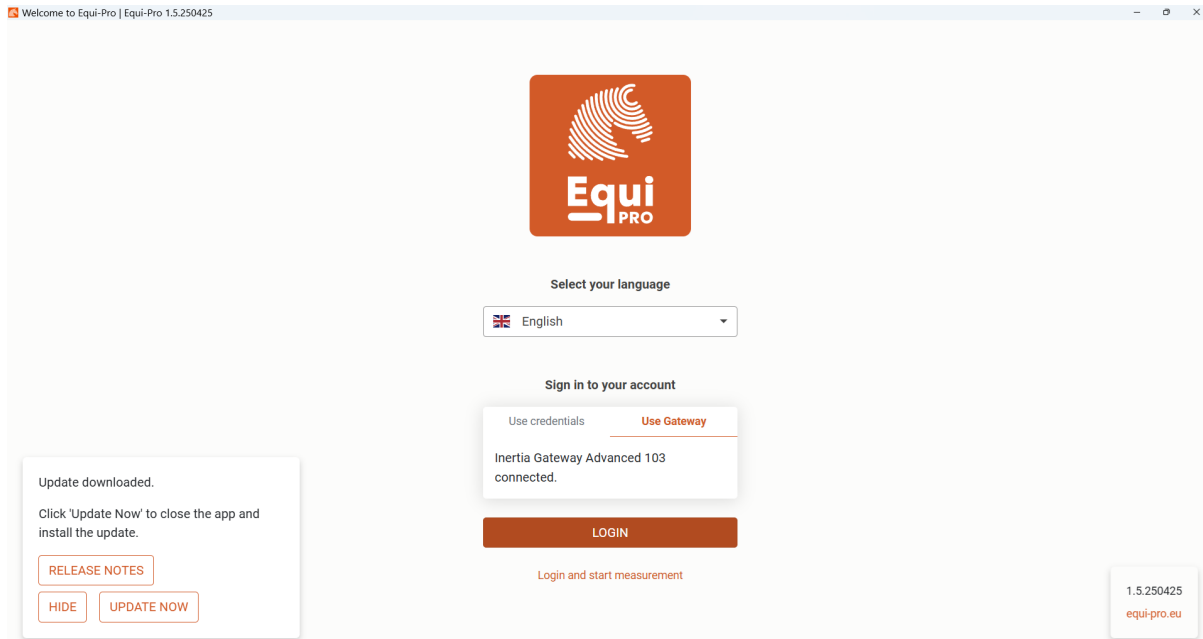 Welcome to Equi-Pro | Equi-Pro 1.5.250425
Equi
PRO
Select your language
English
Sign in to your account
Use credentials
Use Gateway
Inertia Gateway Advanced 103
connected.
LOGIN
Login and start measurement
Update downloaded.
Click 'Update Now' to close the app and
install the update.
RELEASE NOTES
HIDE
UPDATE NOW
1.5.250425
equi-pro.eu